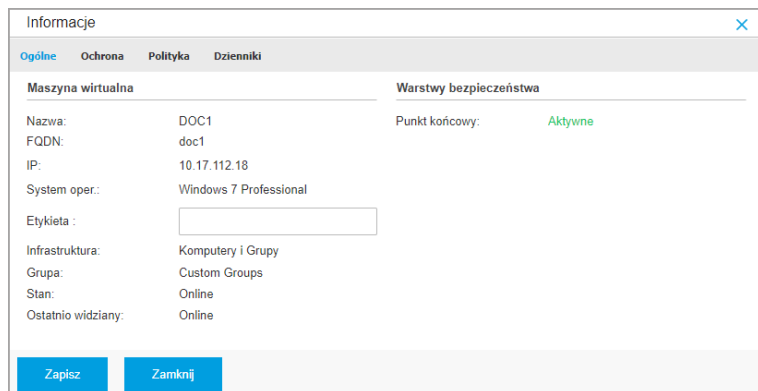 Informacje
Ogólne Ochrona Polityka Dzienniki
Maszyna wirtualna
Nazwa: DOC1
FQDN: doc1
IP: 10.17.112.18
System oper.: Windows 7 Professional
Etykieta :
Infrastruktura: Komputery i Grupy
Grupa: Custom Groups
Stan: Online
Ostatnio widziany: Online
Warstwy bezpieczeństwa
Punkt końcowy: Aktywne
Zapisz Zamknij